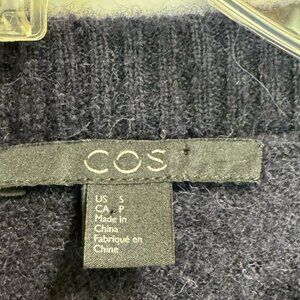 COS
US S
CA P
Made in
China
Fabriqué en
Chine